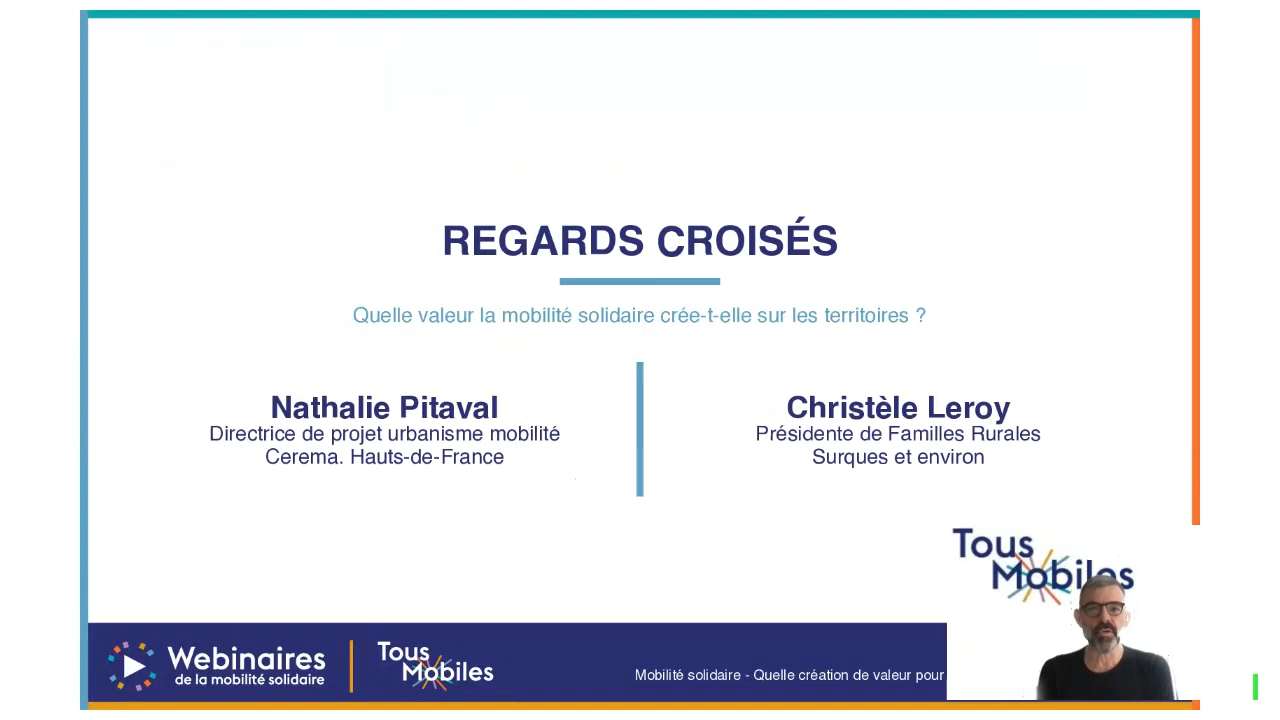 REGARDS CROISÉS
Quelle valeur la mobilité solidaire crée-t-elle sur les territoires ?
Nathalie Pitaval
Directrice de projet urbanisme mobilité
Cerema. Hauts-de-France
Christèle Leroy
Présidente de Familles Rurales
Surques et environ
Tous
Mobiles
Webinaires
de la mobilité solidaire
Tous
Mobiles
Mobilité solidaire - Quelle création de valeur pour